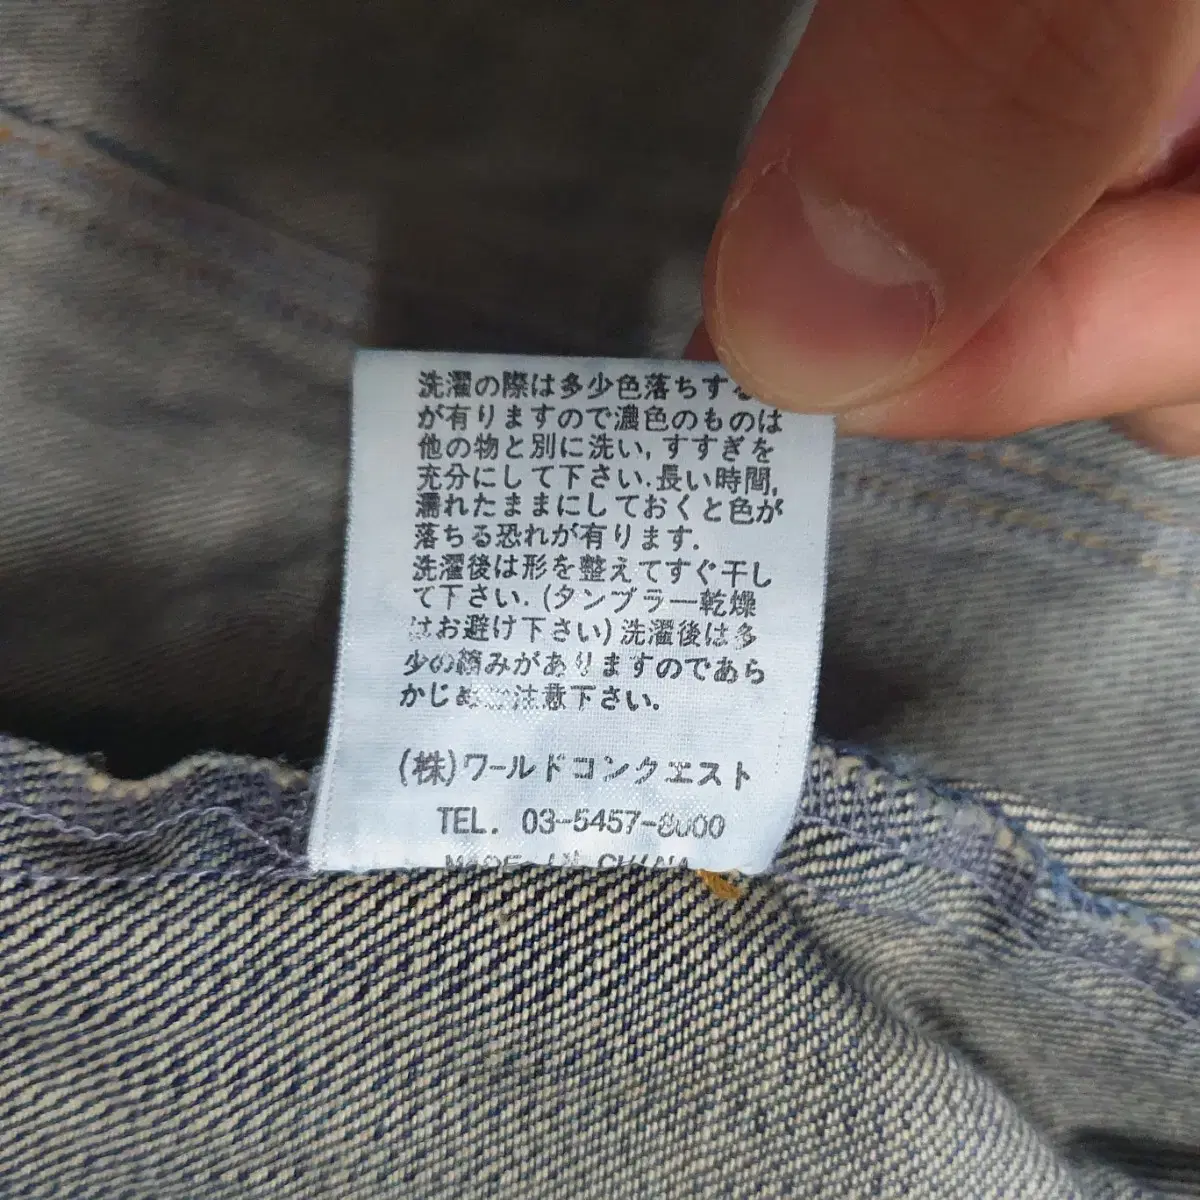 洗濯の際は多少色落ちする
が有りますので濃色のものは
他の物と別に洗い,すすぎを
充分にして下さい.長い時間,
濡れたままにしておくと色が
落ちる恐れが有ります.
洗濯後は形を整えてすぐ干し
て下さい.(タンブラー乾燥
はお避け下さい)洗濯後は多
少の縮みがありますのであら
かじめ注意下さい.
(株)ワールドコンクエスト
TEL. 03-5457-8000
MADE IN CHINA